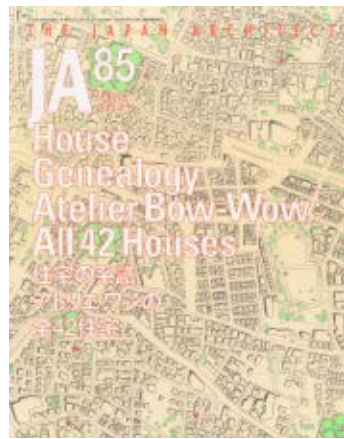 THE JAPAN ARCHITECT
JA 85
House
Genealogy
Atelier Bow-Wow
All 42 Houses
住宅の系譜
アトリエ・ワンの
全42住宅